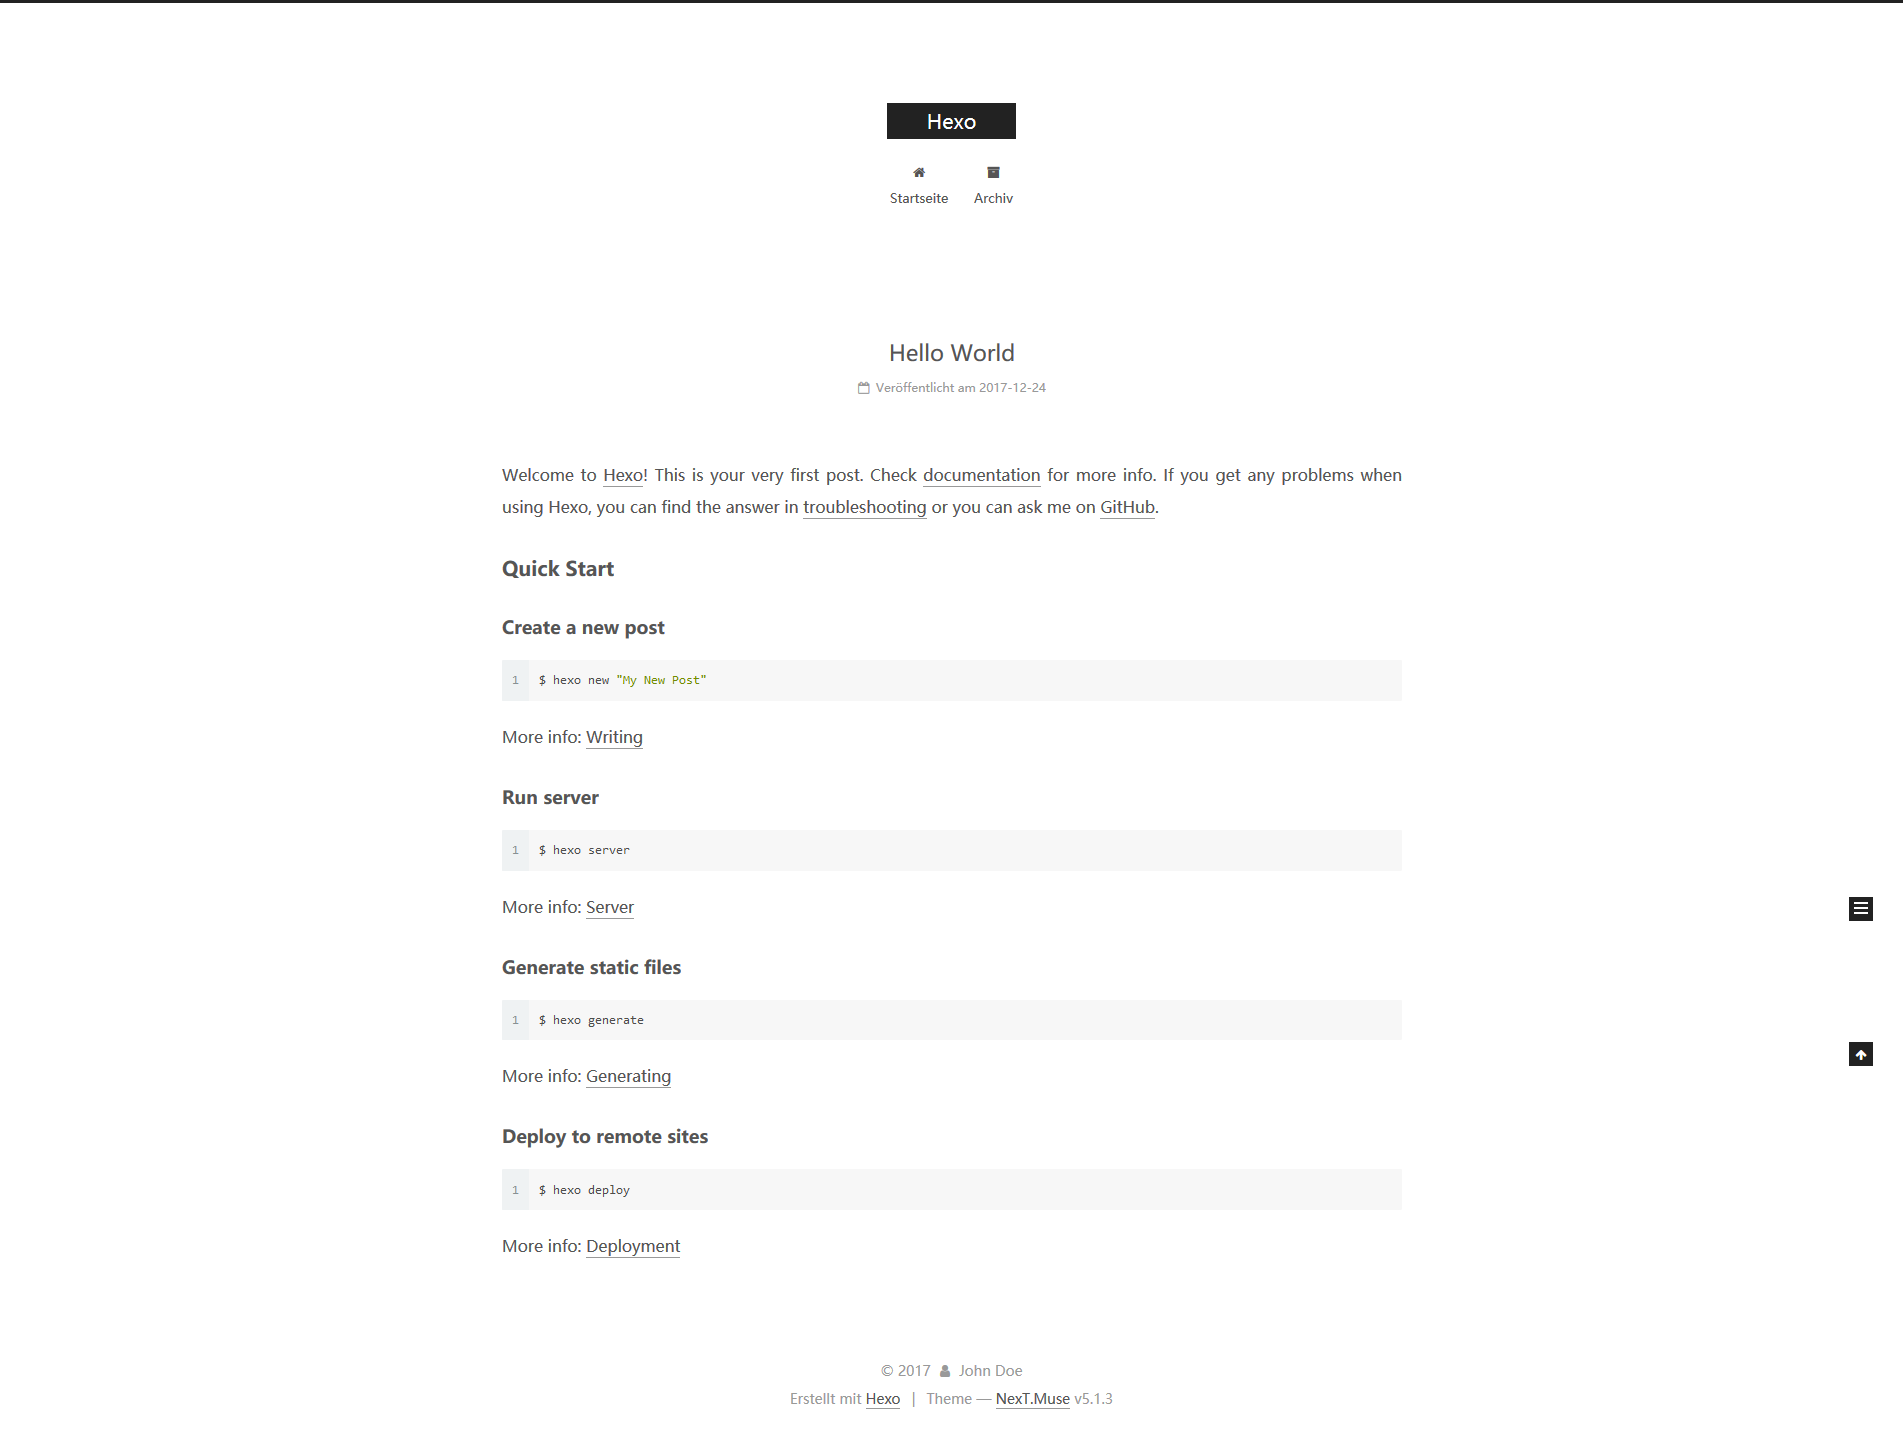 Hexo
Startseite
Archiv
Hello World
Veröffentlicht am 2017-12-24
Welcome to Hexo! This is your very first post. Check documentation for more info. If you get any problems when
using Hexo, you can find the answer in troubleshooting or you can ask me on GitHub.
Quick Start
Create a new post
1 $ hexo new "My New Post"
More info: Writing
Run server
1 $ hexo server
More info: Server
Generate static files
1 $ hexo generate
More info: Generating
Deploy to remote sites
1 $ hexo deploy
More info: Deployment
© 2017 John Doe
Erstellt mit Hexo | Theme — NexT.Muse v5.1.3